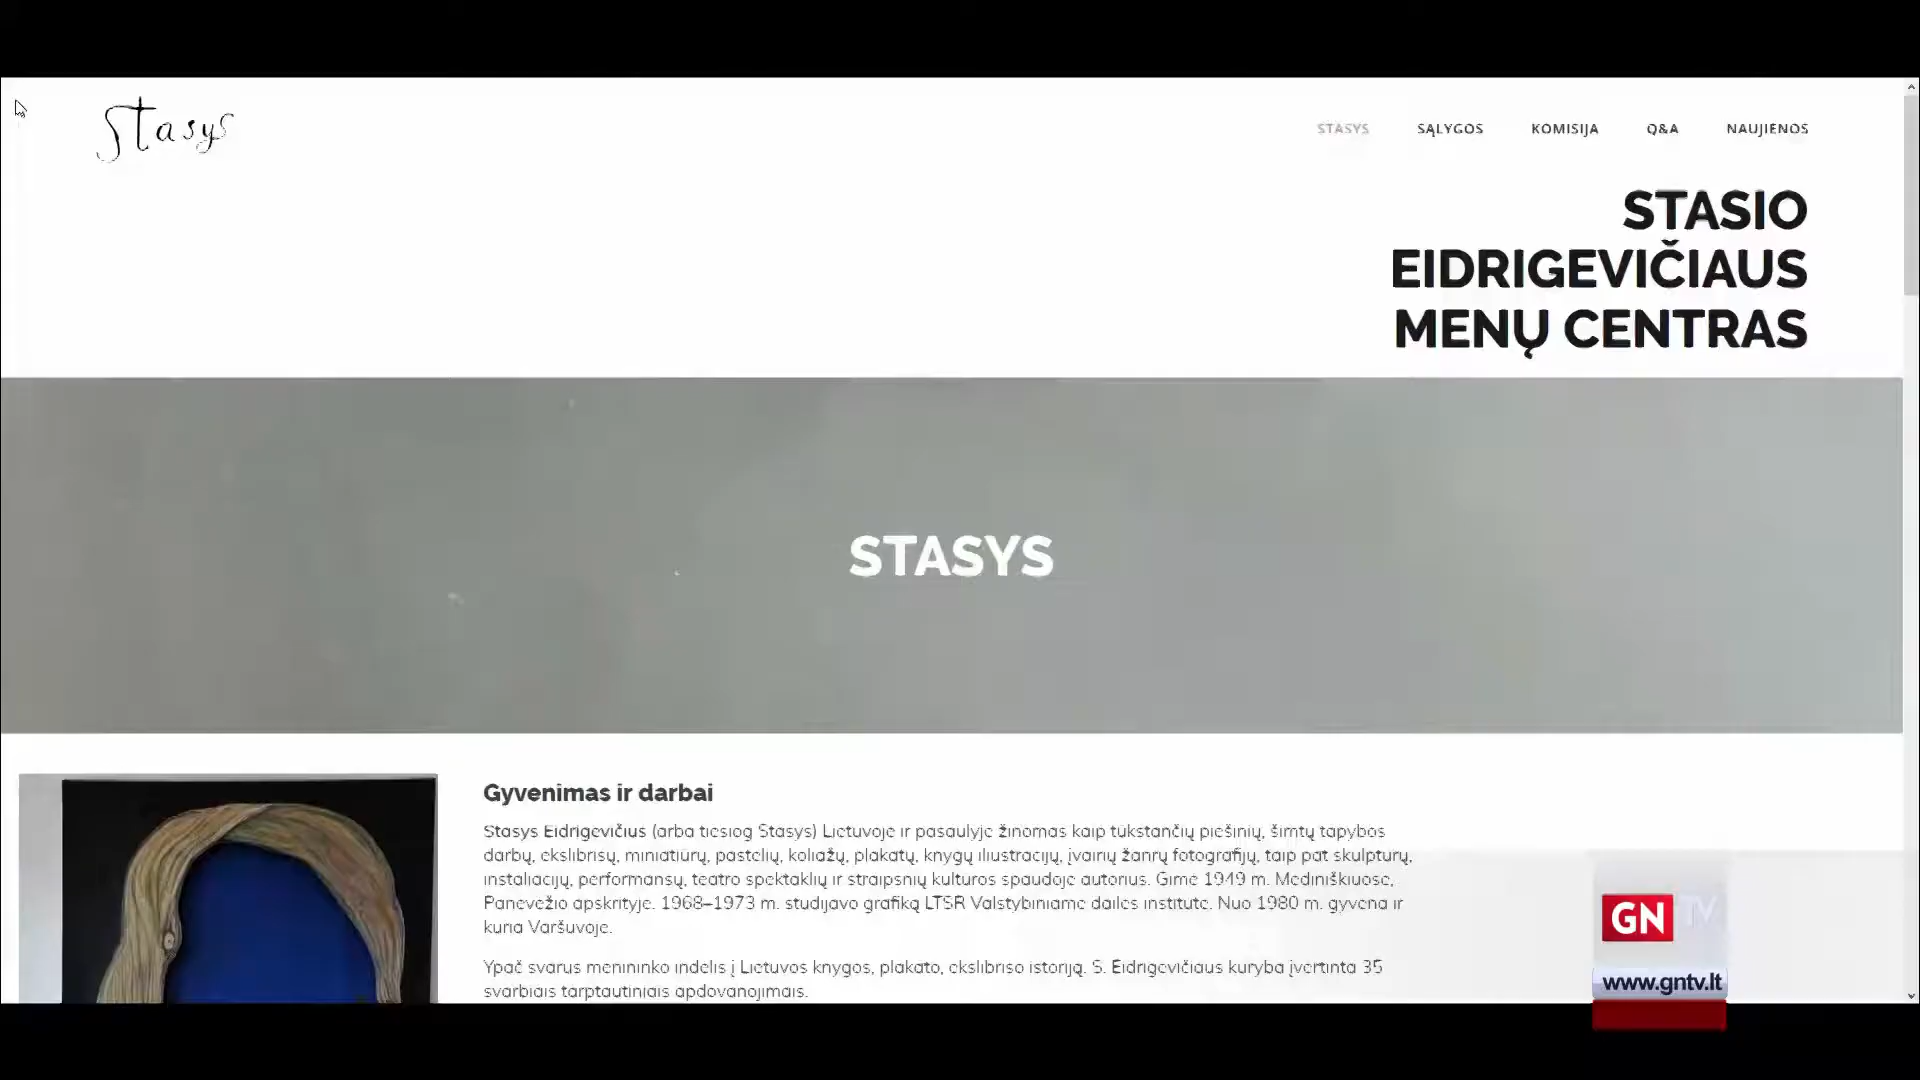 stasys
STASYS SĄLYGOS KOMISIJA Q&A NAUJIENOS
STASIO
EIDRIGEVIČIAUS
MENŲ CENTRAS
STASYS
Gyvenimas ir darbai
Stasys Eidrigevičius (arba tiesiog Stasys) Lietuvoje ir pasaulyje žinomas kaip tūkstančių piešinių, šimtų tapybos
darbų, ekslibrisų, miniatiūrų, pastelių, koliažų, plakatų, knygų iliustracijų, įvairių žanrų fotografijų, taip pat skulptūrų,
instaliacijų, performansų, teatro spektaklių ir straipsnių kultūros spaudoje autorius. Gimė 1949 m. Mediniškiuose,
Panevėžio apskrityje. 1968–1973 m. studijavo grafiką LTSR Valstybiniame dailės institute. Nuo 1980 m. gyvena ir
kuria Varšuvoje.
Ypač svarus menininko indėlis į Lietuvos knygos, plakato, ekslibriso istoriją. S. Eidrigevičiaus kūryba įvertinta 35
svarbiais tarptautiniais apdovanojimais.
GN TV
www.gntv.lt